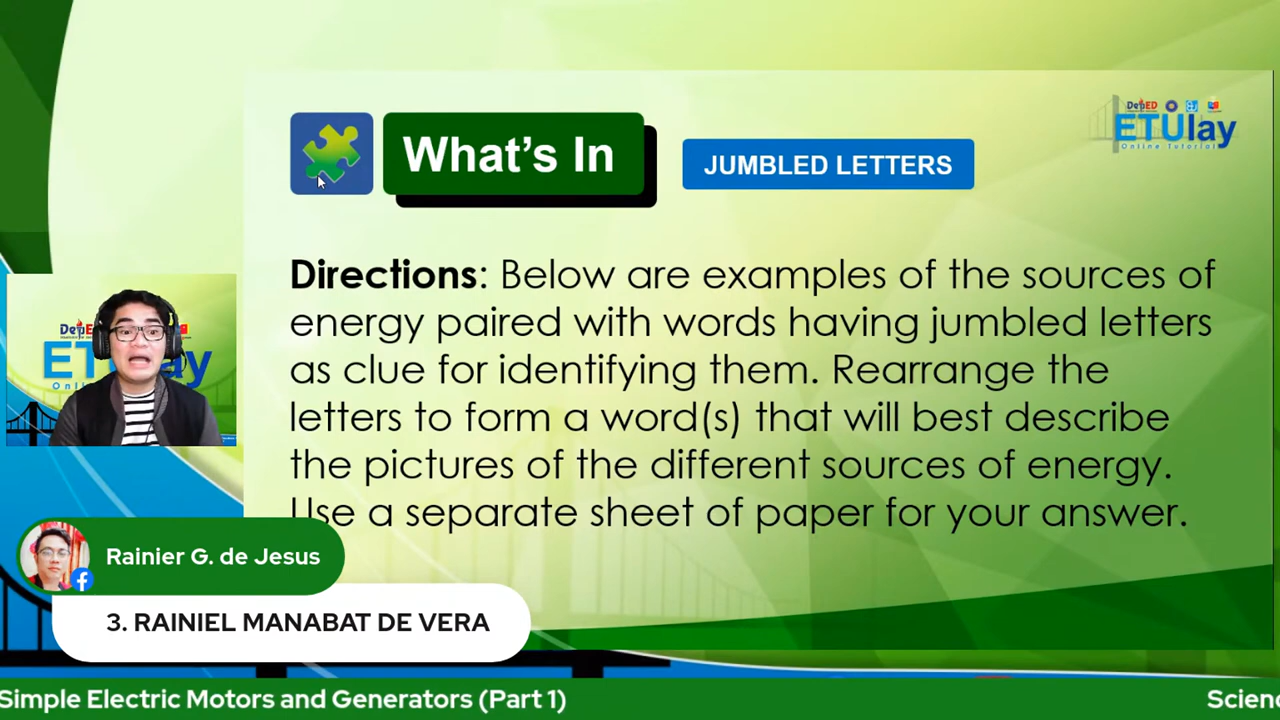 What's In
JUMBLED LETTERS
DepED
ETUlay
Online Tutorial
Directions: Below are examples of the sources of
energy paired with words having jumbled letters
as clue for identifying them. Rearrange the
letters to form a word(s) that will best describe
the pictures of the different sources of energy.
Use a separate sheet of paper for your answer.
Rainier G. de Jesus
3. RAINIEL MANABAT DE VERA
Simple Electric Motors and Generators (Part 1)
Scienc